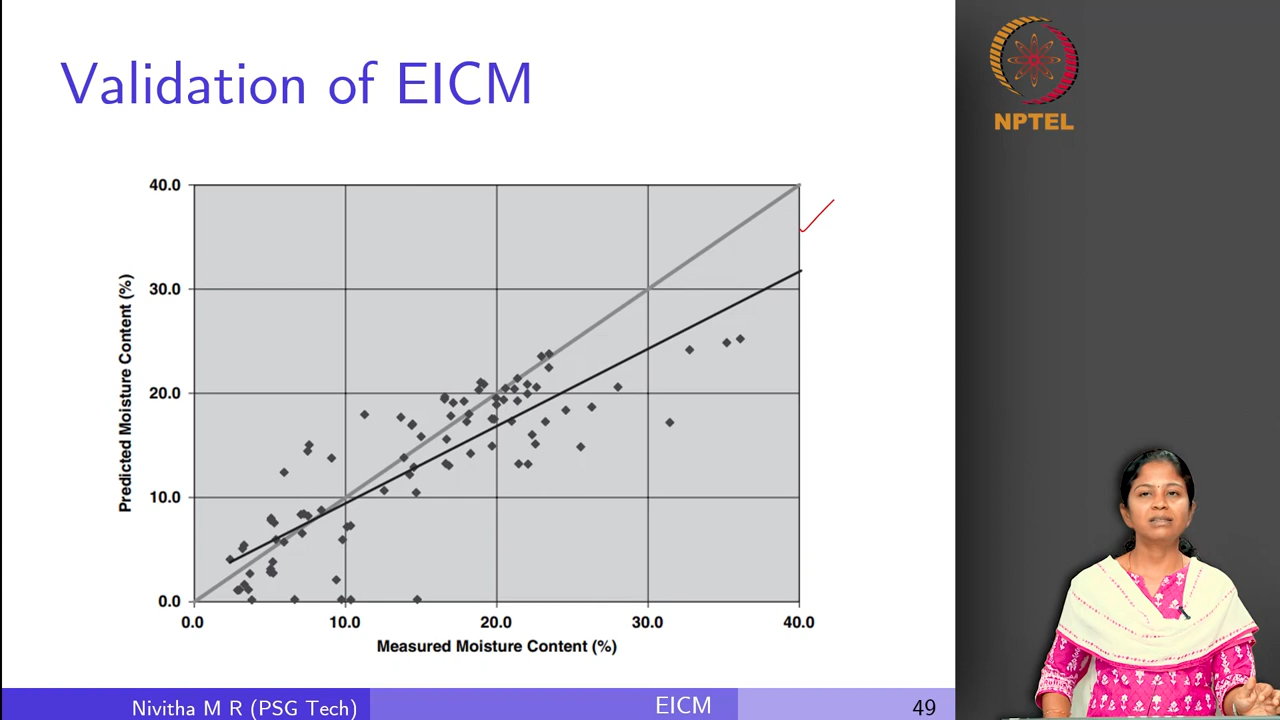 Validation of EICM
NPTEL
40.0
30.0
20.0
10.0
0.0
Predicted Moisture Content (%)
0.0 10.0 20.0 30.0 40.0
Measured Moisture Content (%)
Nivitha M R (PSG Tech) EICM 49